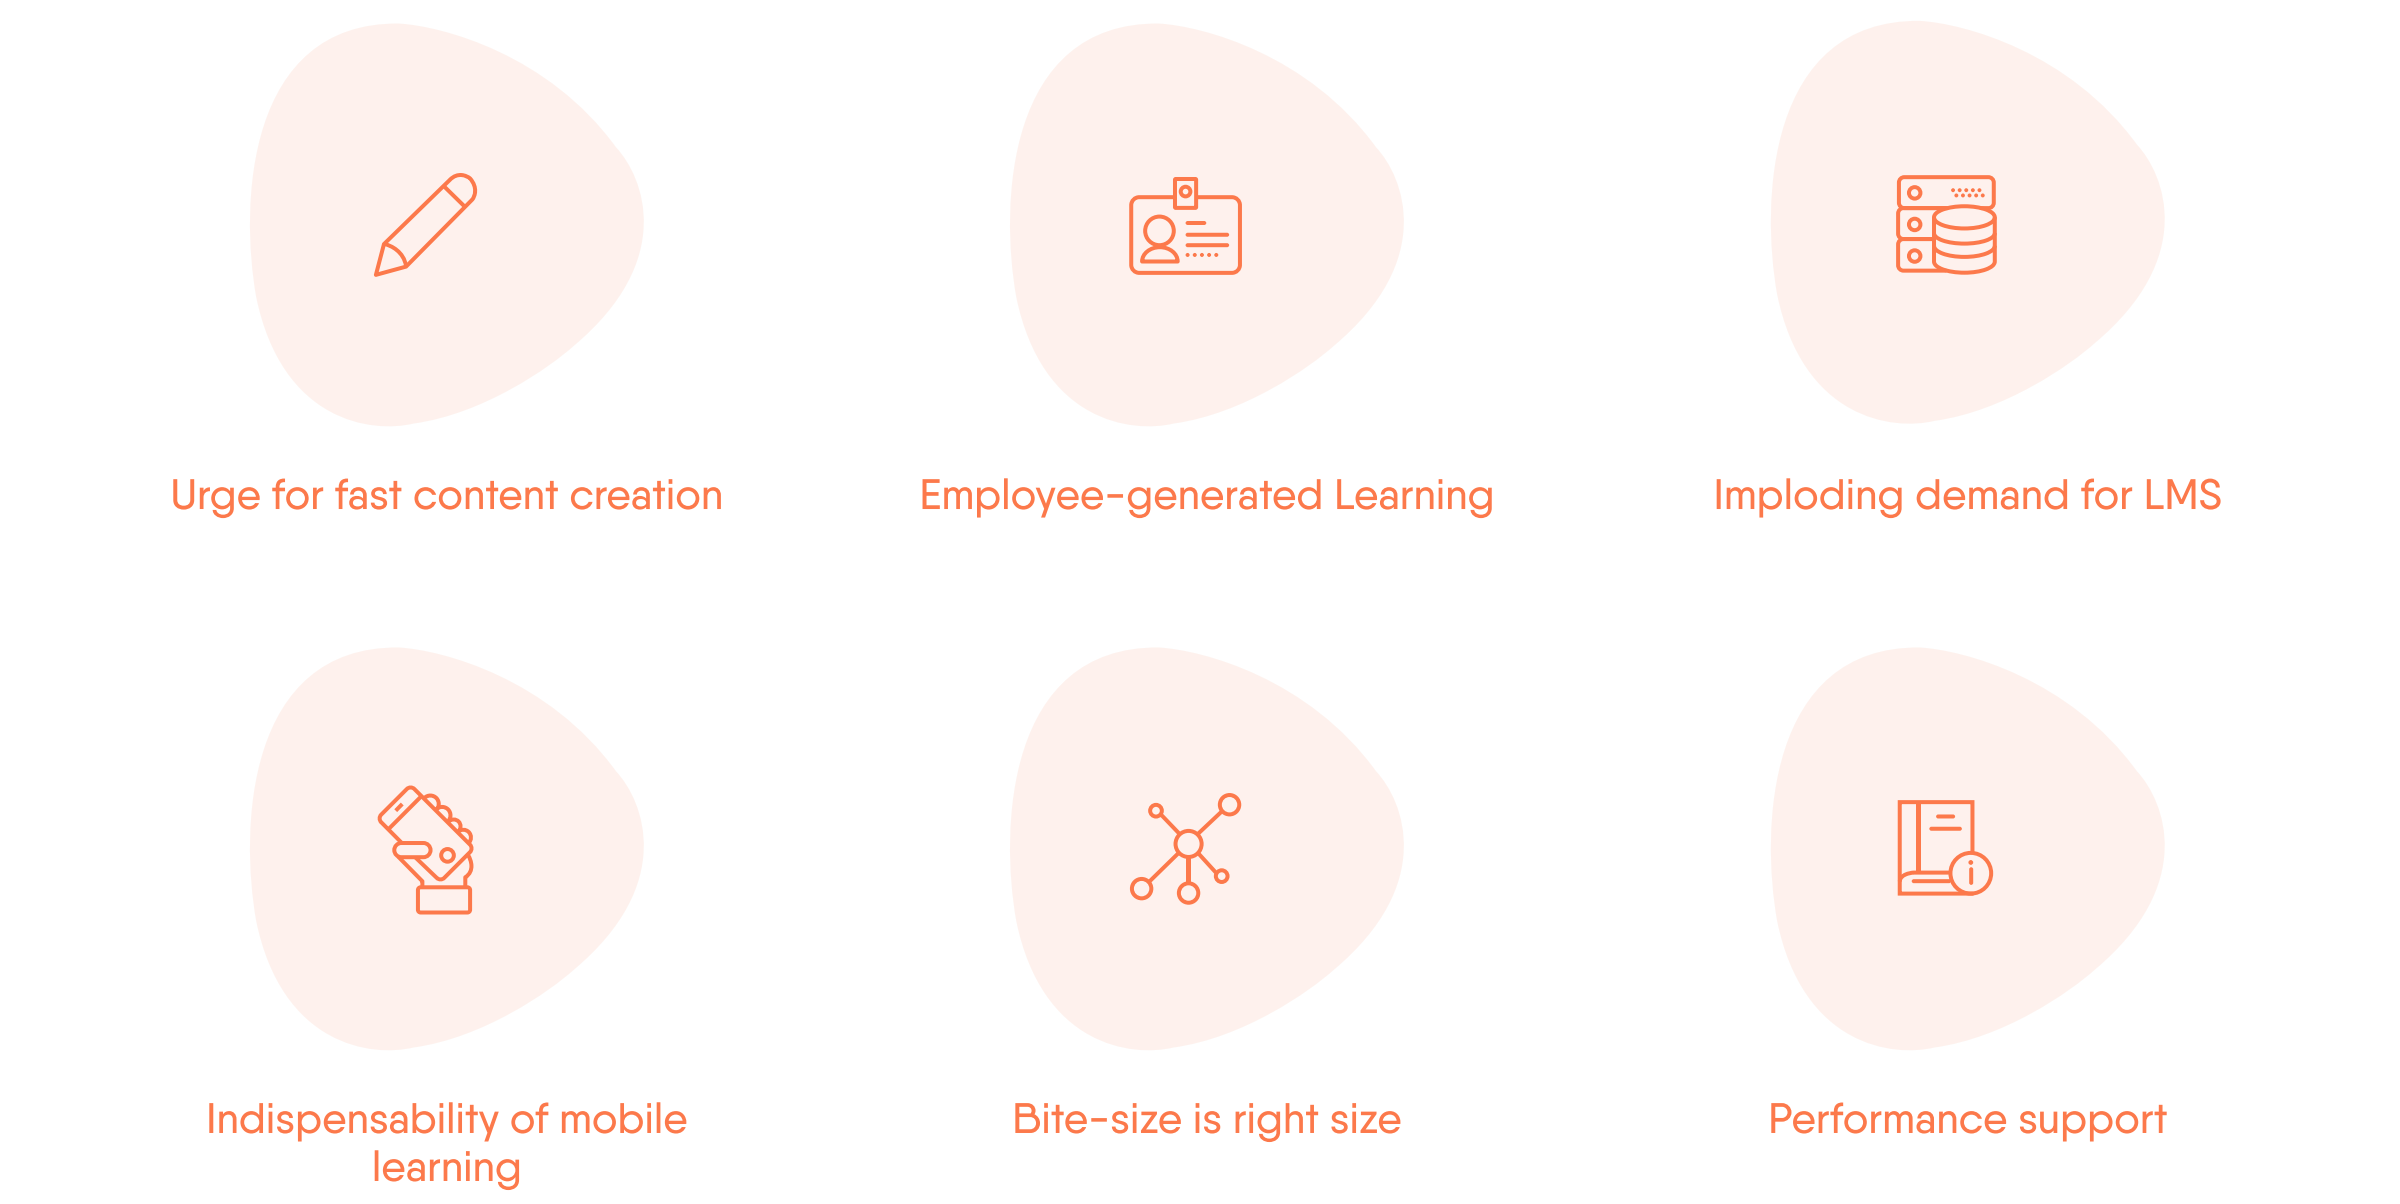 Urge for fast content creation
Employee-generated Learning
Imploding demand for LMS
Indispensability of mobile
learning
Bite-size is right size
Performance support